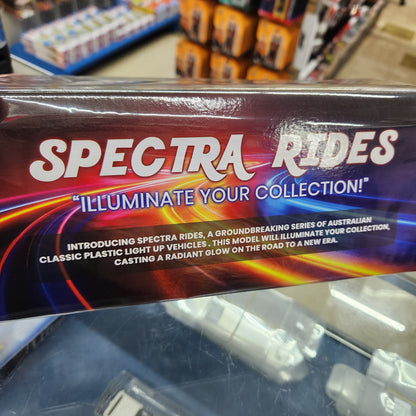 SPECTRA RIDES
"ILLUMINATE YOUR COLLECTION!"
INTRODUCING SPECTRA RIDES, A GROUNDBREAKING SERIES OF AUSTRALIAN
CLASSIC PLASTIC LIGHT UP VEHICLES . THIS MODEL WILL ILLUMINATE YOUR COLLECTION,
CASTING A RADIANT GLOW ON THE ROAD TO A NEW ERA.